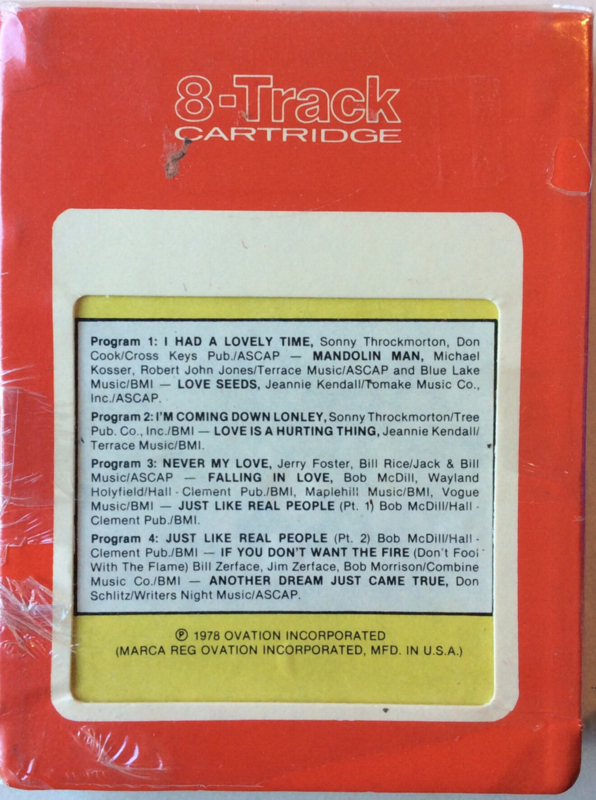 8-Track
CARTRIDGE
Program 1: I HAD A LOVELY TIME, Sonny Throckmorton, Don
Cook/Cross Keys Pub./ASCAP — MANDOLIN MAN, Michael
Kosser, Robert John Jones/Terrace Music/ASCAP and Blue Lake
Music/BMI — LOVE SEEDS, Jeannie Kendall/Tomake Music Co.,
Inc./ASCAP.
Program 2: I'M COMING DOWN LONLEY, Sonny Throckmorton/Tree
Pub. Co., Inc./BMI — LOVE IS A HURTING THING, Jeannie Kendall/
Terrace Music/BMI.
Program 3: NEVER MY LOVE, Jerry Foster, Bill Rice/Jack & Bill
Music/ASCAP — FALLING IN LOVE, Bob McDill, Wayland
Holyfield/Hall - Clement Pub./BMI, Maplehill Music/BMI, Vogue
Music/BMI — JUST LIKE REAL PEOPLE (Pt. 1) Bob McDill/Hall -
Clement Pub./BMI.
Program 4: JUST LIKE REAL PEOPLE (Pt. 2) Bob McDill/Hall -
Clement Pub./BMI — IF YOU DON'T WANT THE FIRE (Don't Fool
With The Flame) Bill Zerface, Jim Zerface, Bob Morrison/Combine
Music Co./BMI — ANOTHER DREAM JUST CAME TRUE, Don
Schlitz/Writers Night Music/ASCAP.
℗ 1978 OVATION INCORPORATED
(MARCA REG OVATION INCORPORATED, MFD. IN U.S.A.)